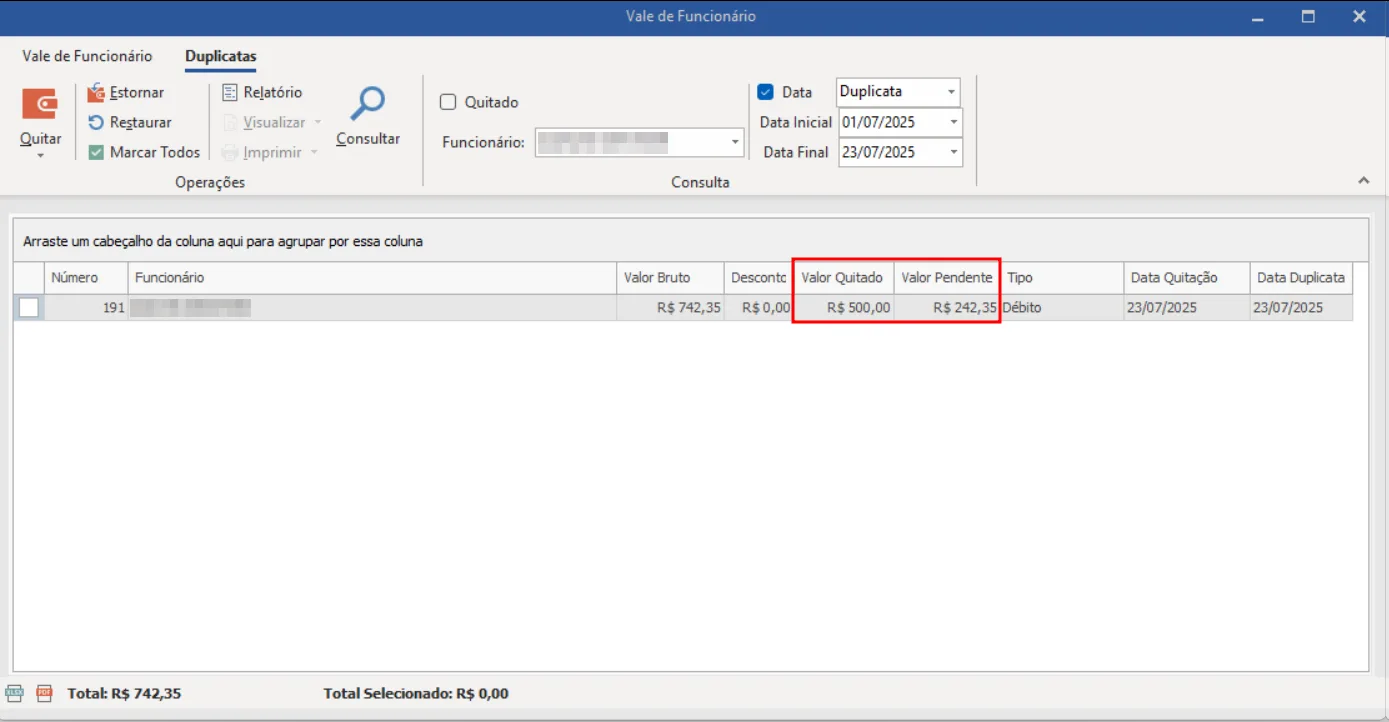 Vale de Funcionário
Vale de Funcionário Duplicatas
Quitar
Estornar
Restaurar
Marcar Todos
Relatório
Visualizar
Imprimir
Consultar
Operações
Quitado
Funcionário:
Data Duplicata
Data Inicial 01/07/2025
Data Final 23/07/2025
Consulta
Arraste um cabeçalho da coluna aqui para agrupar por essa coluna
Número Funcionário Valor Bruto Desconto Valor Quitado Valor Pendente Tipo Data Quitação Data Duplicata
191 R$ 742,35 R$ 0,00 R$ 500,00 R$ 242,35 Débito 23/07/2025 23/07/2025
XLSX PDF Total: R$ 742,35 Total Selecionado: R$ 0,00